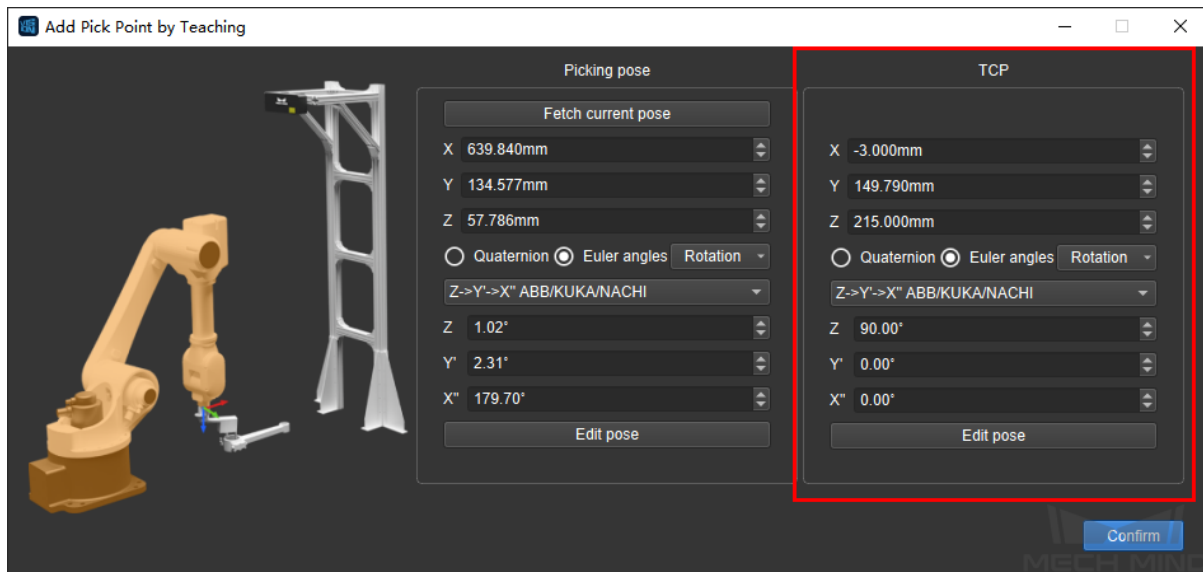 Add Pick Point by Teaching
Picking pose
Fetch current pose
X 639.840mm
Y 134.577mm
Z 57.786mm
Quaternion Euler angles Rotation
Z->Y'->X'' ABB/KUKA/NACHI
Z 1.02°
Y' 2.31°
X'' 179.70°
Edit pose
TCP
X -3.000mm
Y 149.790mm
Z 215.000mm
Quaternion Euler angles Rotation
Z->Y'->X'' ABB/KUKA/NACHI
Z 90.00°
Y' 0.00°
X'' 0.00°
Edit pose
Confirm
MECH MIND